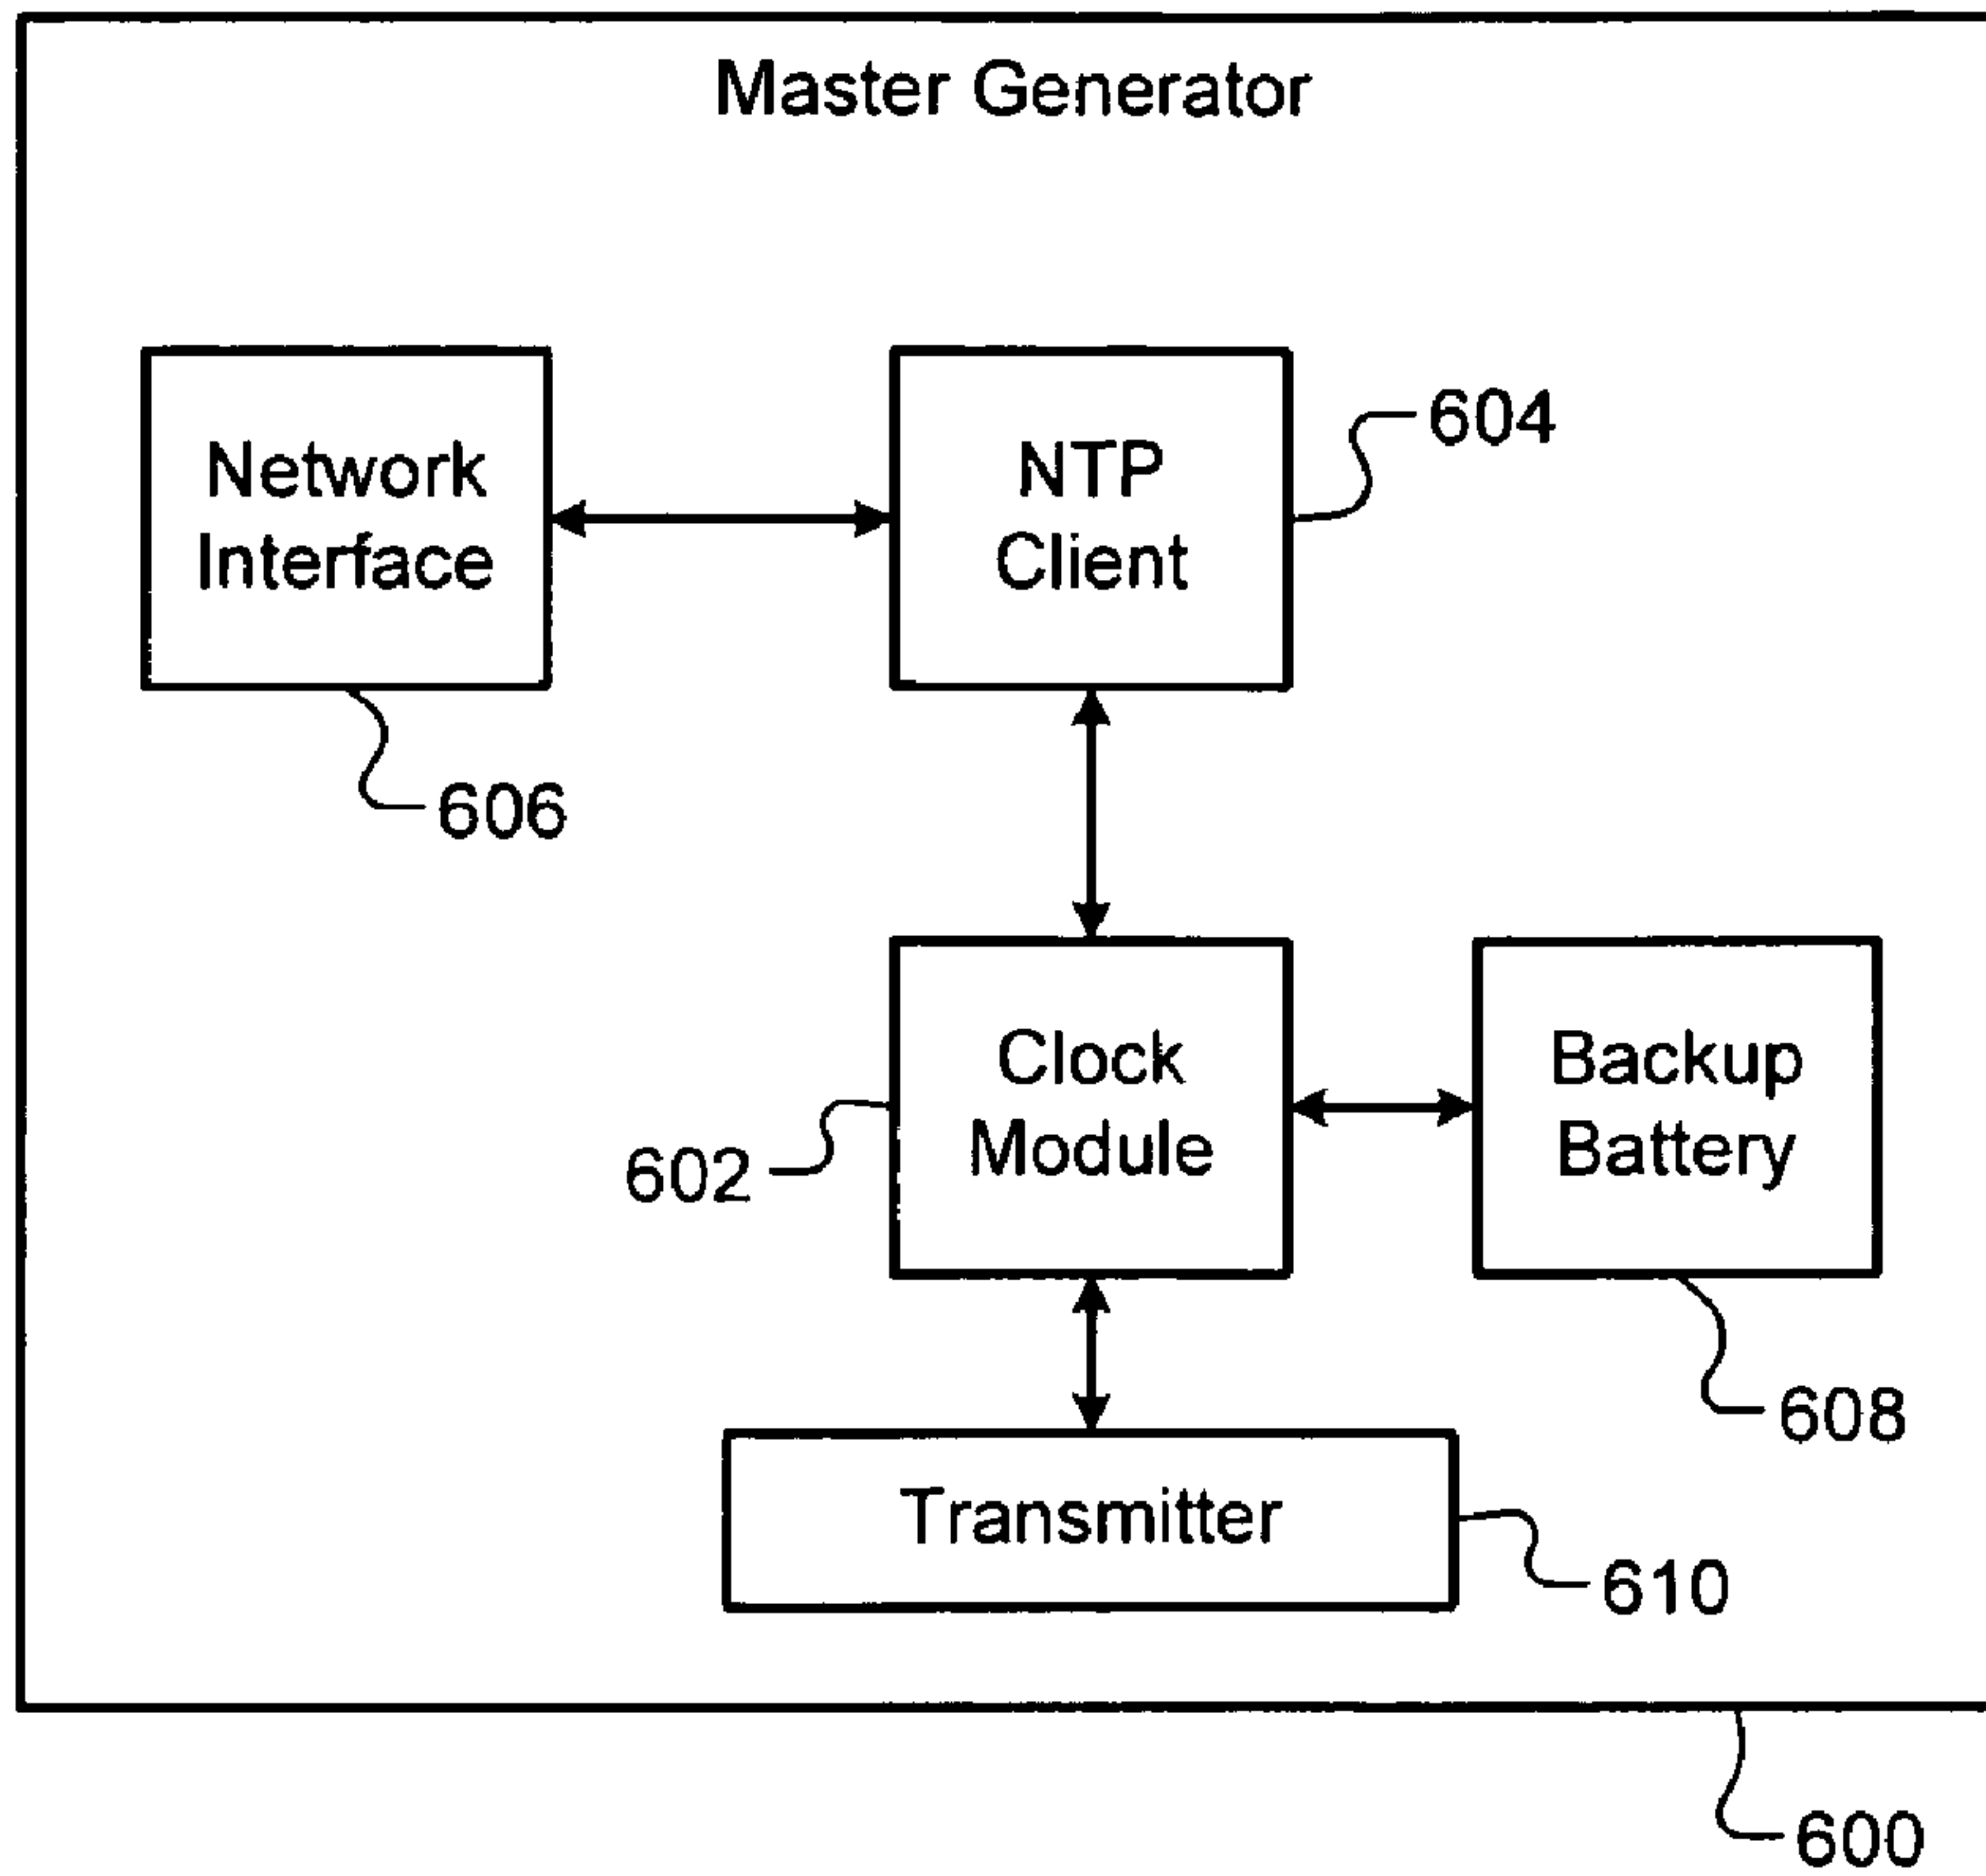 Master Generator
Network
Interface
NTP
Client
604
606
Clock
Module
Backup
Battery
602
608
Transmitter
610
600